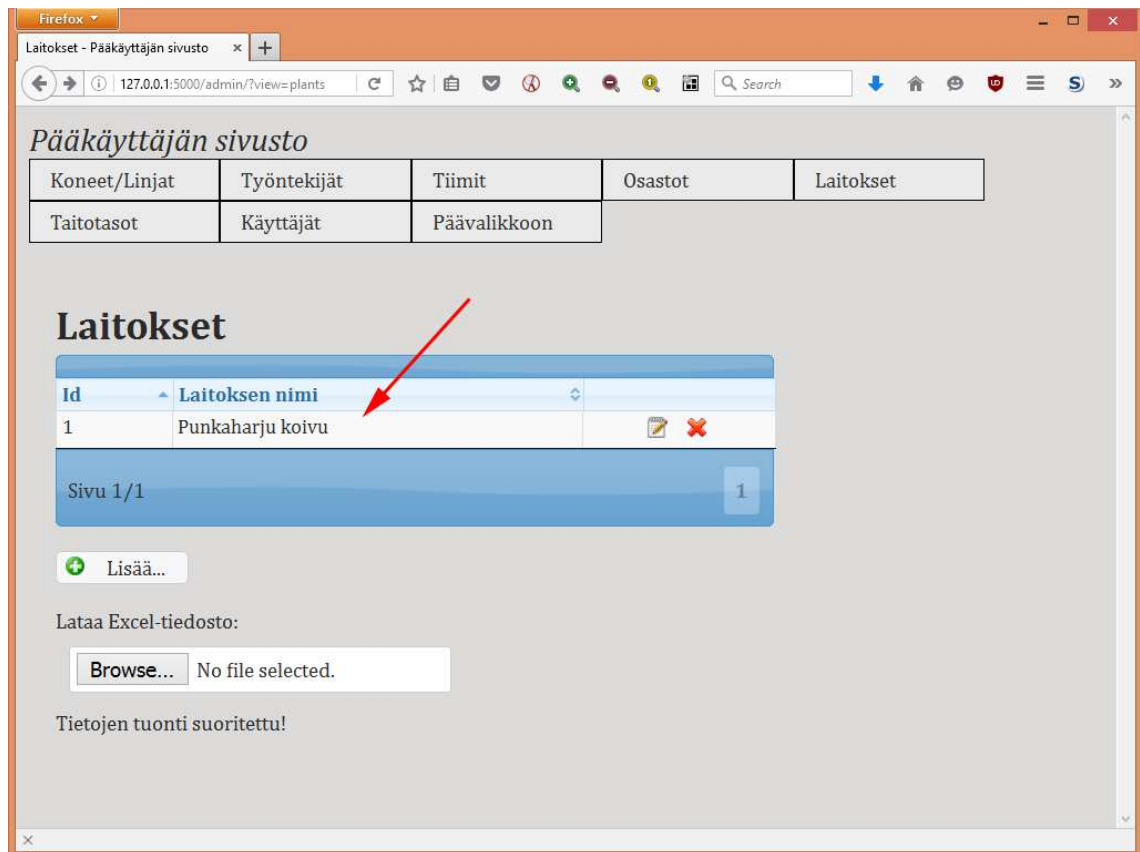 Firefox
Laitokset - Pääkäyttäjän sivusto
127.0.0.1:5000/admin/?view=plants
Search
Pääkäyttäjän sivusto
Koneet/Linjat Työntekijät Tiimit Osastot Laitokset
Taitotasot Käyttäjät Päävalikkoon
Laitokset
Id Laitoksen nimi
1 Punkaharju koivu
Sivu 1/1 1
Lisää...
Lataa Excel-tiedosto:
Browse... No file selected.
Tietojen tuonti suoritettu!